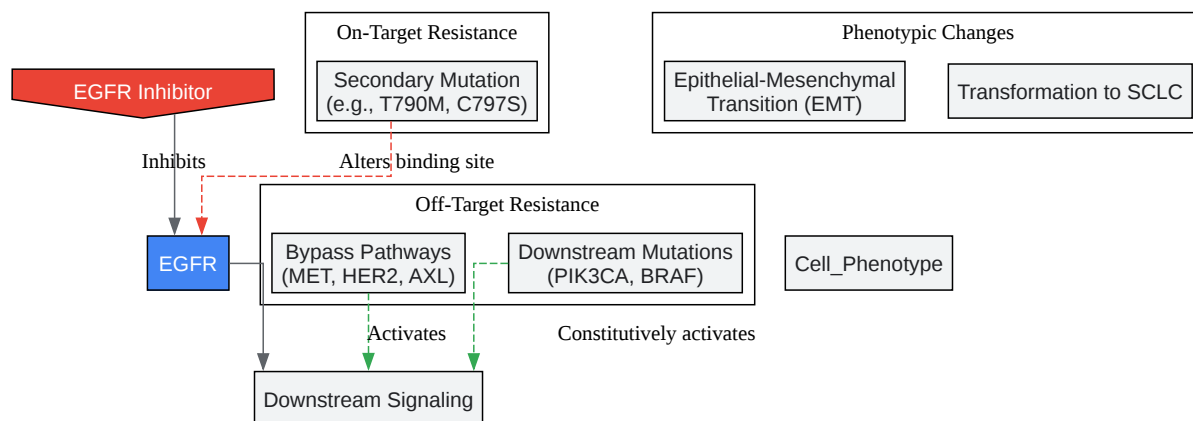 On-Target Resistance
Phenotypic Changes
EGFR Inhibitor
Secondary Mutation
(e.g., T790M, C797S)
Epithelial-Mesenchymal
Transition (EMT)
Transformation to SCLC
Inhibits
Alters binding site
Off-Target Resistance
EGFR
Bypass Pathways
(MET, HER2, AXL)
Downstream Mutations
(PIK3CA, BRAF)
Cell_Phenotype
Activates
Constitutively activates
Downstream Signaling